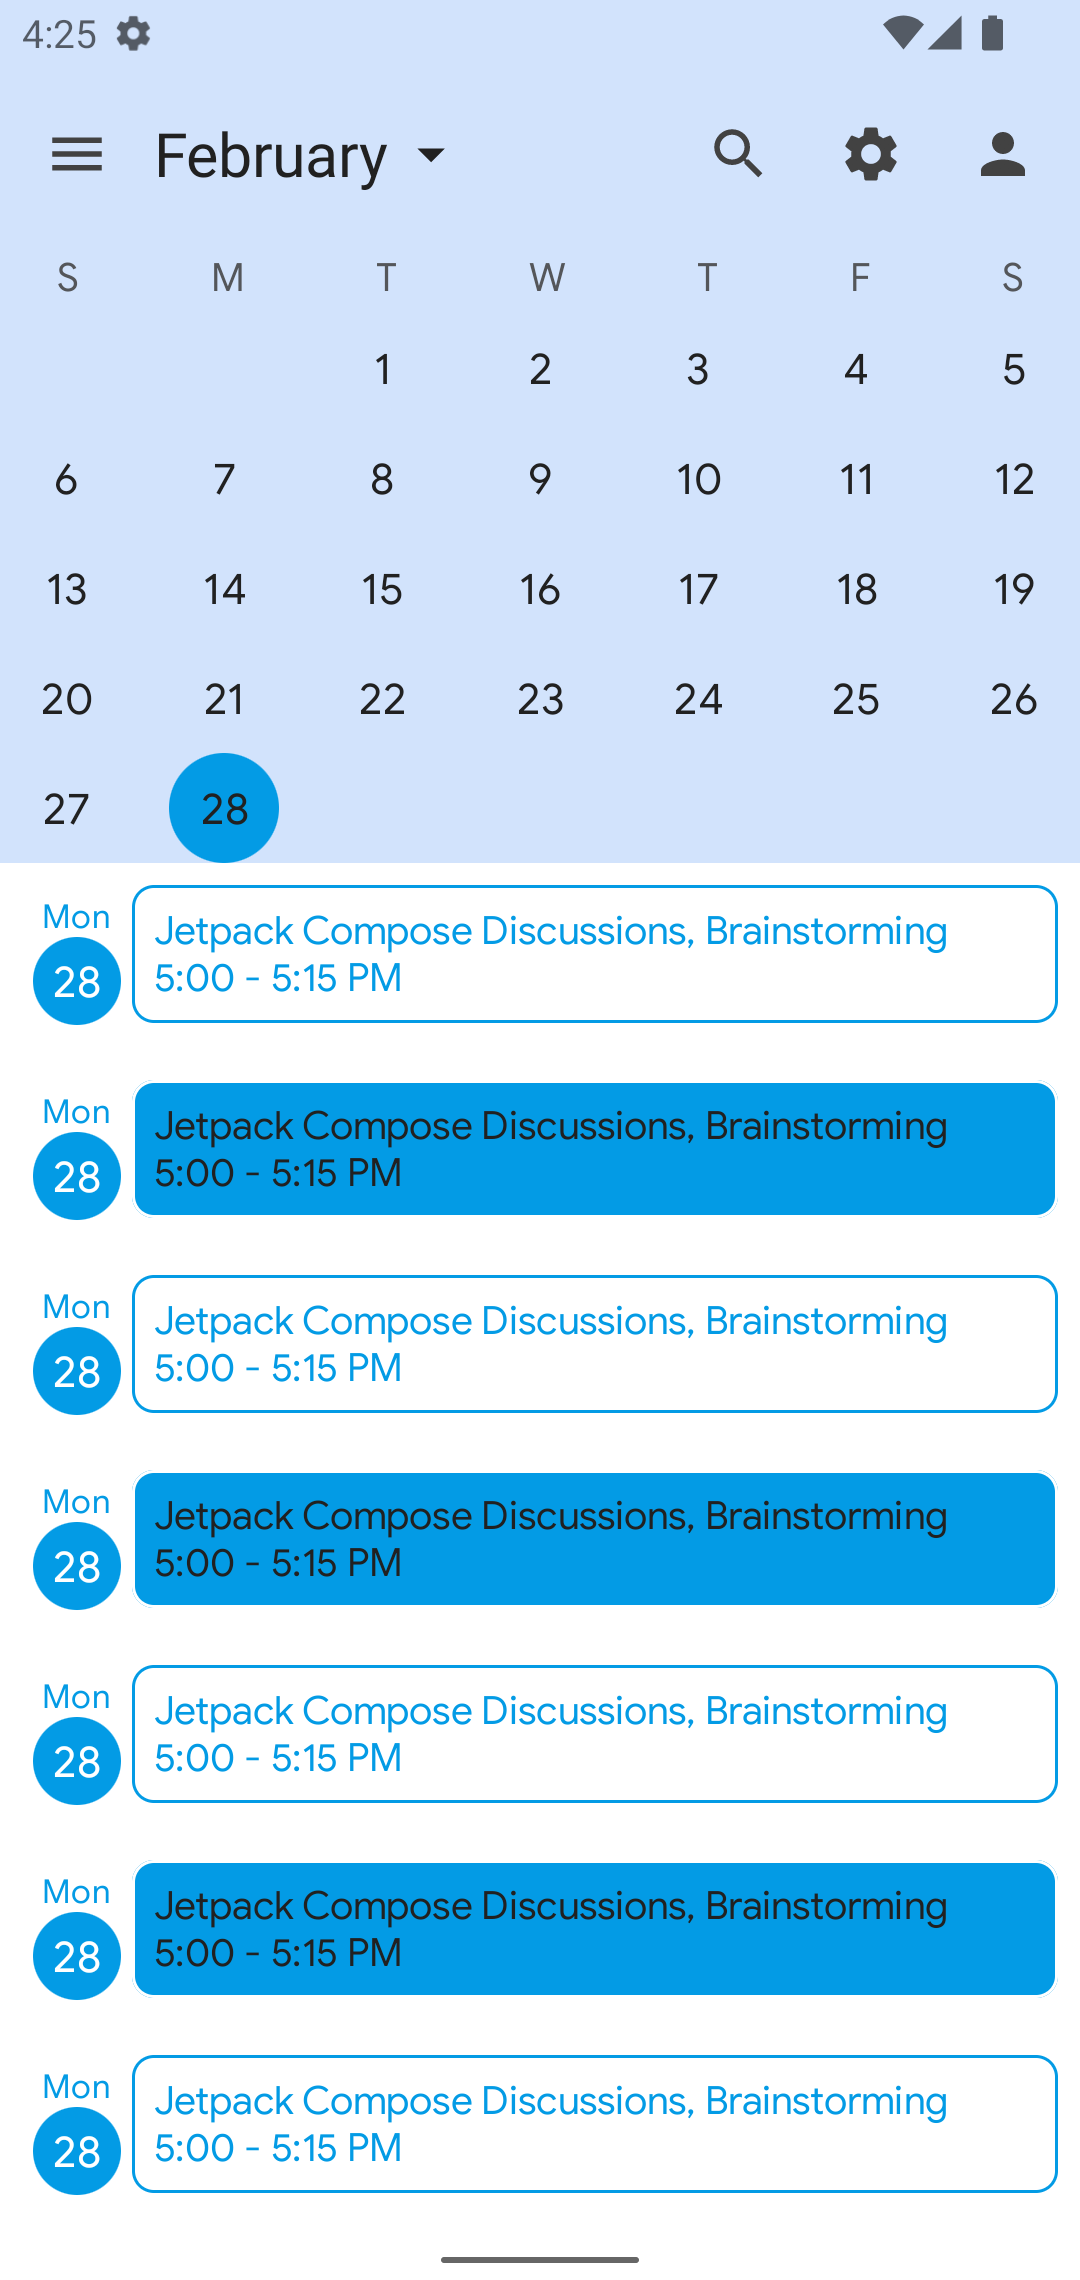 4:25
February
S M T W T F S
1 2 3 4 5
6 7 8 9 10 11 12
13 14 15 16 17 18 19
20 21 22 23 24 25 26
27 28
Mon
28
Jetpack Compose Discussions, Brainstorming
5:00 - 5:15 PM
Mon
28
Jetpack Compose Discussions, Brainstorming
5:00 - 5:15 PM
Mon
28
Jetpack Compose Discussions, Brainstorming
5:00 - 5:15 PM
Mon
28
Jetpack Compose Discussions, Brainstorming
5:00 - 5:15 PM
Mon
28
Jetpack Compose Discussions, Brainstorming
5:00 - 5:15 PM
Mon
28
Jetpack Compose Discussions, Brainstorming
5:00 - 5:15 PM
Mon
28
Jetpack Compose Discussions, Brainstorming
5:00 - 5:15 PM